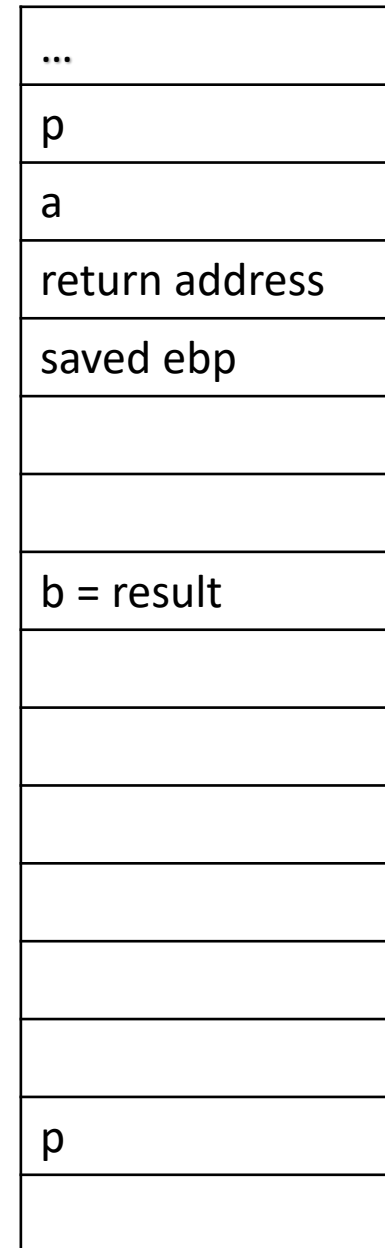 ...
p
a
return address
saved ebp
b = result
p